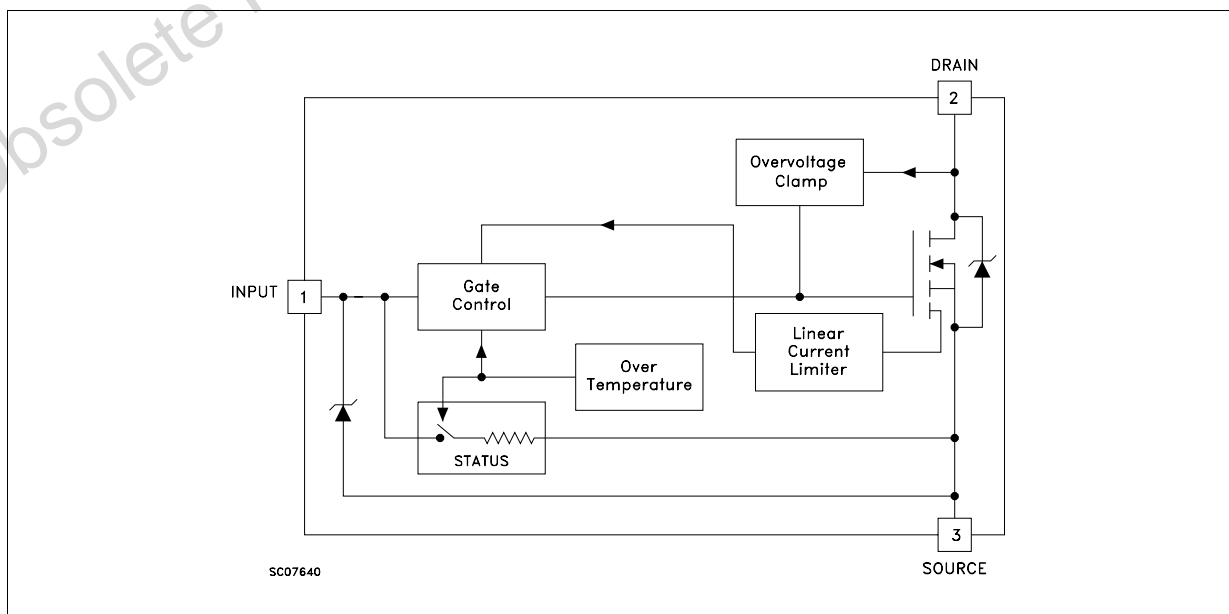 obsolete
DRAIN
2
Overvoltage
Clamp
INPUT
1
Gate
Control
Linear
Current
Limiter
Over
Temperature
STATUS
3
SOURCE
SC07640